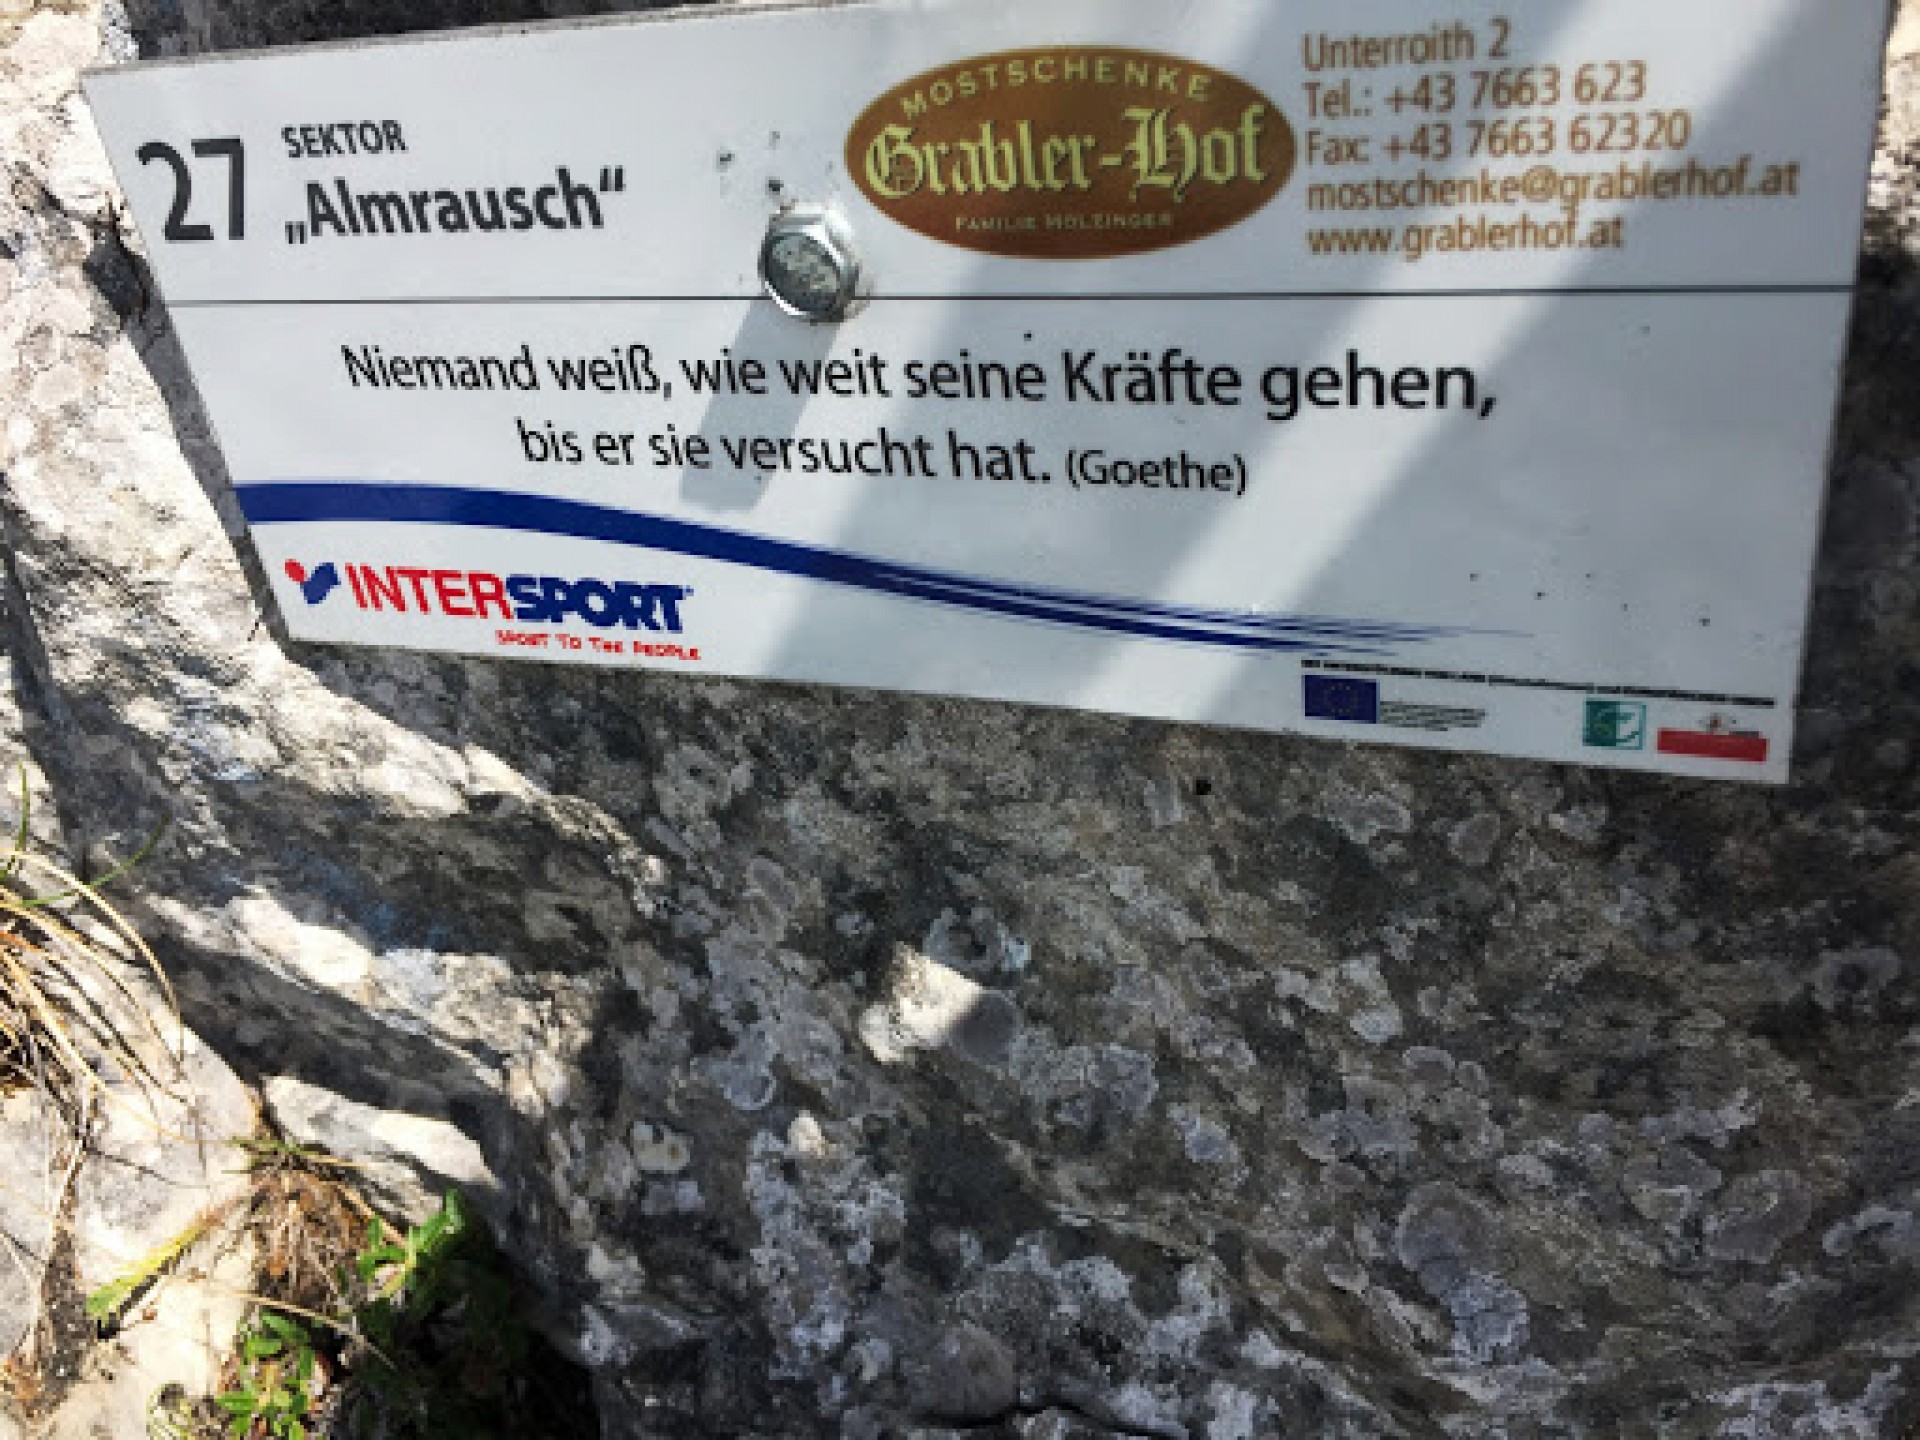 27 SEKTOR
„Almrausch“
MOSTSCHENKE
Grabler-Hof
FAMILIE HOLZINGER
Unterroith 2
Tel.: +43 7663 623
Fax: +43 7663 62320
mostschenke@grablerhof.at
www.grablerhof.at
Niemand weiß, wie weit seine Kräfte gehen,
bis er sie versucht hat. (Goethe)
INTERSPORT
SPORT TO THE PEOPLE